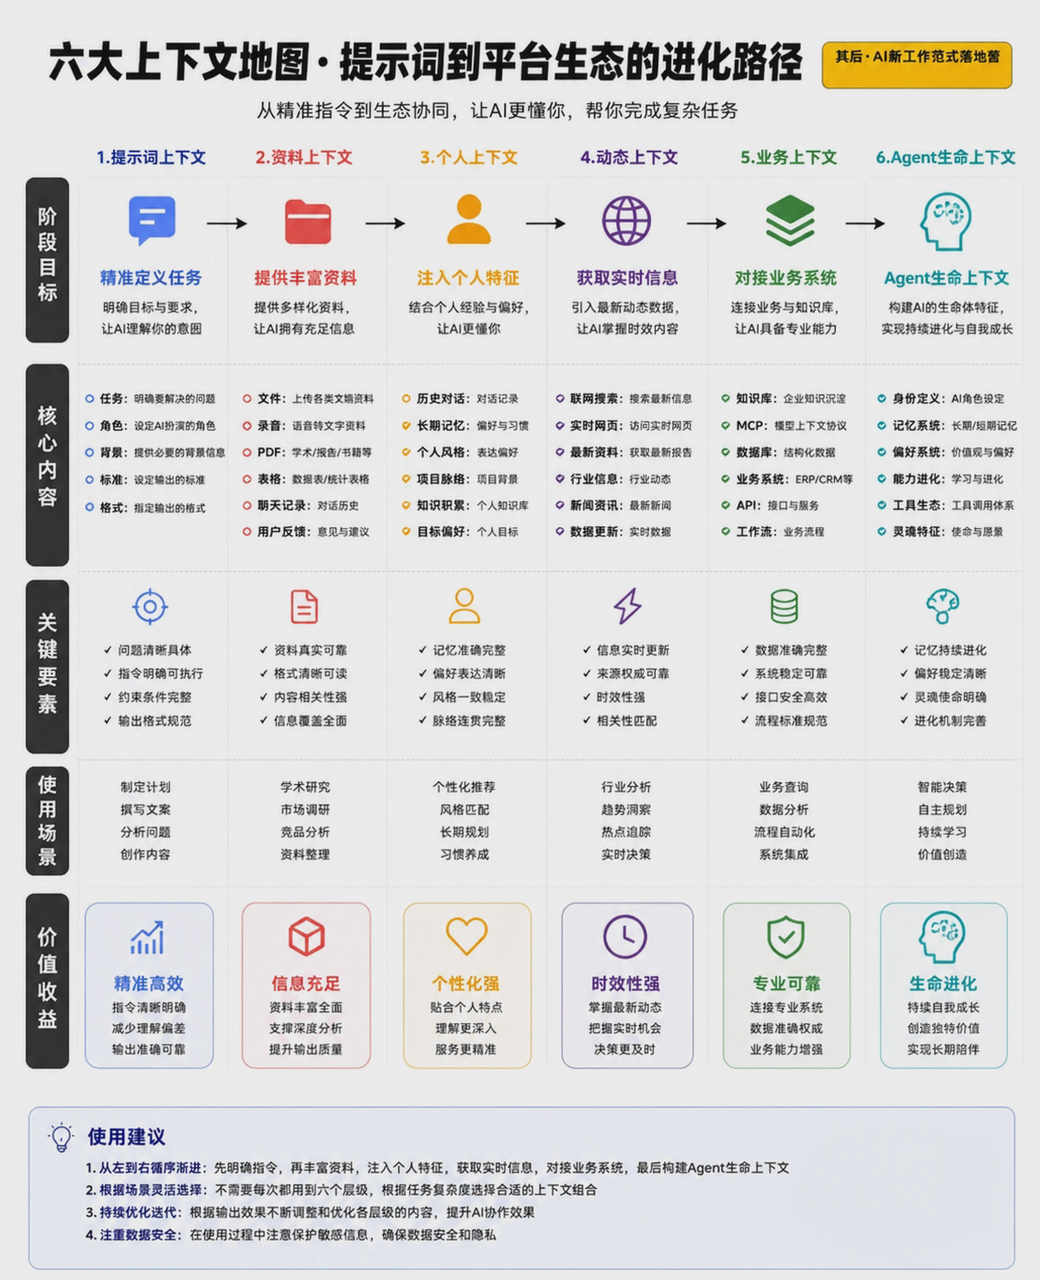 六大上下文地图·提示词到平台生态的进化路径
其后·AI新工作范式落地营
从精准指令到生态协同，让AI更懂你，帮你完成复杂任务
1.提示词上下文
2.资料上下文
3.个人上下文
4.动态上下文
5.业务上下文
6.Agent生命上下文
阶段目标
精准定义任务
明确目标与要求，
让AI理解你的意图
提供丰富资料
提供多样化资料，
让AI拥有充足信息
注入个人特征
结合个人经验与偏好，
让AI更懂你
获取实时信息
引入最新动态数据，
让AI掌握时效内容
对接业务系统
连接业务与知识库，
让AI具备专业能力
Agent生命上下文
构建AI的生命体特征，
实现持续进化与自我成长
核心内容
任务：明确要解决的问题
角色：设定AI扮演的角色
背景：提供必要的背景信息
标准：设定输出的标准
格式：指定输出的格式
文件：上传各类文档资料
录音：语音转文字资料
PDF：学术/报告/书籍等
表格：数据表/统计表格
聊天记录：对话历史
用户反馈：意见与建议
历史对话：对话记录
长期记忆：偏好与习惯
个人风格：表达偏好
项目脉络：项目背景
知识积累：个人知识库
目标偏好：个人目标
联网搜索：搜索最新信息
实时网页：访问实时网页
最新资料：获取最新报告
行业信息：行业动态
新闻资讯：最新新闻
数据更新：实时数据
知识库：企业知识沉淀
MCP：模型上下文协议
数据库：结构化数据
业务系统：ERP/CRM等
API：接口与服务
工作流：业务流程
身份定义：AI角色设定
记忆系统：长期/短期记忆
偏好系统：价值观与偏好
能力进化：学习与进化
工具生态：工具调用体系
灵魂特征：使命与愿景
关键要素
问题清晰具体
指令明确可执行
约束条件完整
输出格式规范
资料真实可靠
格式清晰可读
内容相关性强
信息覆盖全面
记忆准确完整
偏好表达清晰
风格一致稳定
脉络连贯完整
信息实时更新
来源权威可靠
时效性强
相关性匹配
数据准确完整
系统稳定可靠
接口安全高效
流程标准规范
记忆持续进化
偏好稳定清晰
灵魂使命明确
进化机制完善
使用场景
制定计划
撰写文案
分析问题
创作内容
学术研究
市场调研
竞品分析
资料整理
个性化推荐
风格匹配
长期规划
习惯养成
行业分析
趋势洞察
热点追踪
实时决策
业务查询
数据分析
流程自动化
系统集成
智能决策
自主规划
持续学习
价值创造
价值收益
精准高效
指令清晰明确
减少理解偏差
输出准确可靠
信息充足
资料丰富全面
支撑深度分析
提升输出质量
个性化强
贴合个人特点
理解更深入
服务更精准
时效性强
掌握最新动态
把握实时机会
决策更及时
专业可靠
连接专业系统
数据准确权威
业务能力增强
生命进化
持续自我成长
创造独特价值
实现长期陪伴
使用建议
1. 从左到右循序渐进：先明确指令，再丰富资料，注入个人特征，获取实时信息，对接业务系统，最后构建Agent生命上下文
2. 根据场景灵活选择：不需要每次都用到六个层级，根据任务复杂度选择合适的上下文组合
3. 持续优化迭代：根据输出效果不断调整和优化各层级的内容，提升AI协作效果
4. 注重数据安全：在使用过程中注意保护敏感信息，确保数据安全和隐私